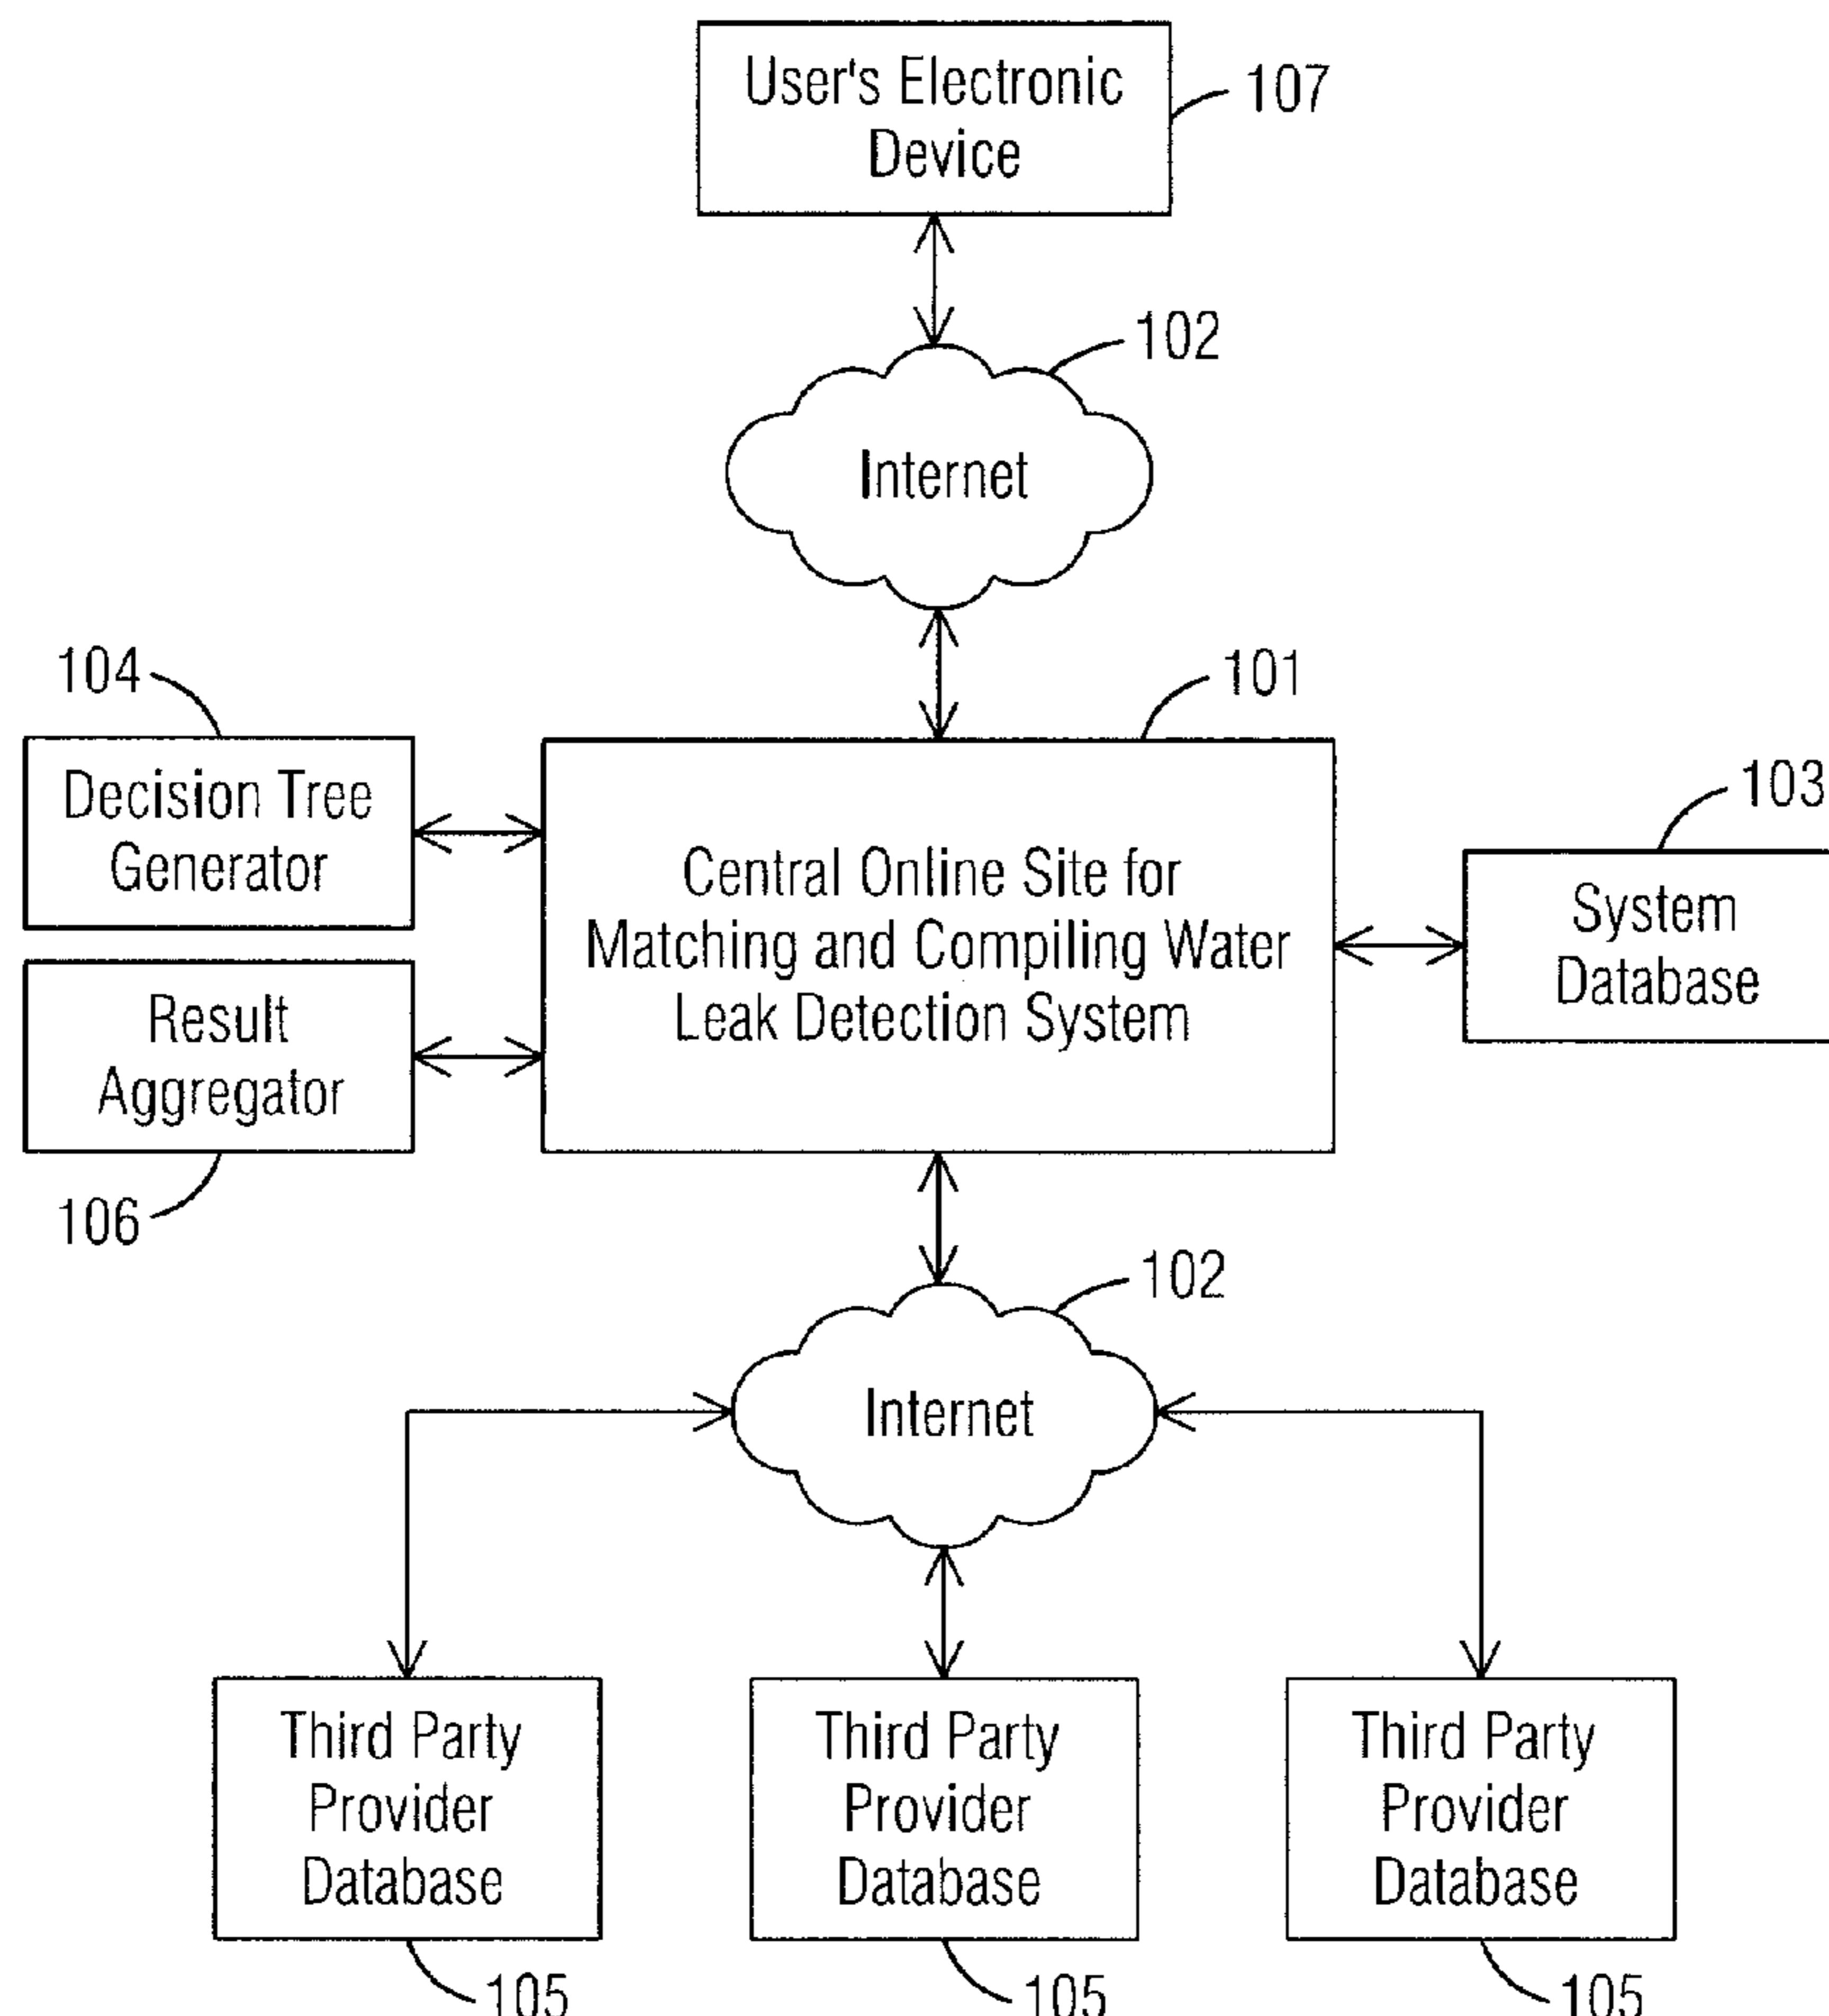 User's Electronic
Device
107
102
Internet
104
101
Decision Tree
Generator
103
Central Online Site for
Matching and Compiling Water
Leak Detection System
System
Database
Result
Aggregator
106
102
Internet
Third Party
Provider
Database
Third Party
Provider
Database
Third Party
Provider
Database
105
105
105